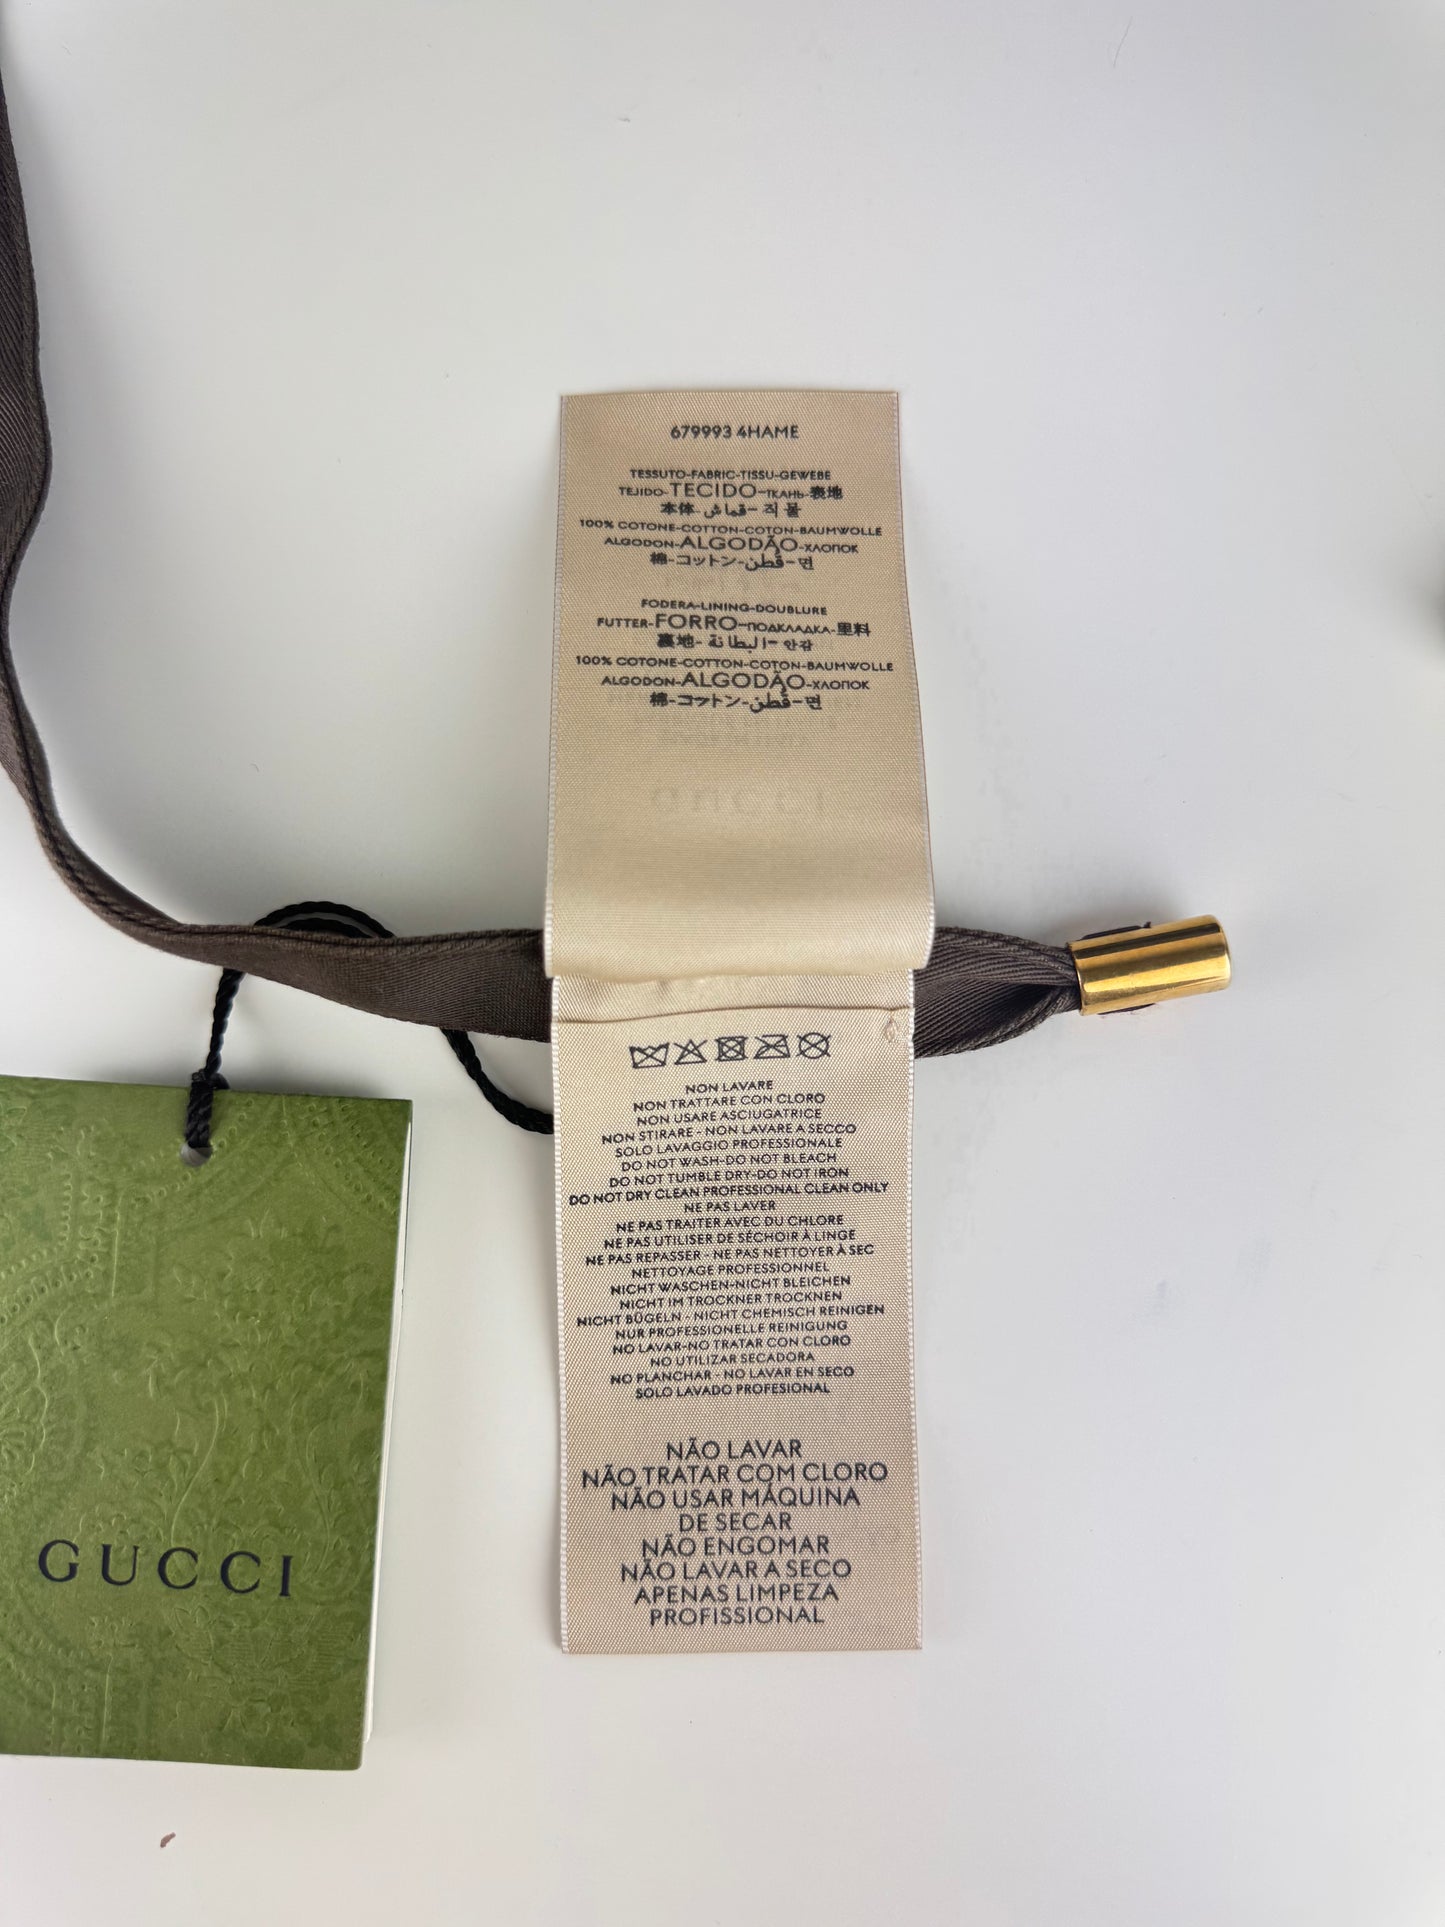 679993 4HAME
TESSUTO-FABRIC-TISSU-GEWEBE
TEJIDO-TECIDO-ТКАНЬ-表地
本体-قماش-직물
100% COTONE-COTTON-COTON-BAUMWOLLE
ALGODON-ALGODÃO-ХЛОПОК
棉-コットン-قطن-면
FODERA-LINING-DOUBLURE
FUTTER-FORRO-ПОДКЛАДКА-里料
裏地-البطانة-안감
100% COTONE-COTTON-COTON-BAUMWOLLE
ALGODON-ALGODÃO-ХЛОПОК
棉-コットン-قطن-면
NON LAVARE
NON TRATTARE CON CLORO
NON USARE ASCIUGATRICE
NON STIRARE - NON LAVARE A SECCO
SOLO LAVAGGIO PROFESSIONALE
DO NOT WASH-DO NOT BLEACH
DO NOT TUMBLE DRY-DO NOT IRON
DO NOT DRY CLEAN PROFESSIONAL CLEAN ONLY
NE PAS LAVER
NE PAS TRAITER AVEC DU CHLORE
NE PAS UTILISER DE SÉCHOIR À LINGE
NE PAS REPASSER - NE PAS NETTOYER À SEC
NETTOYAGE PROFESSIONNEL
NICHT WASCHEN-NICHT BLEICHEN
NICHT IM TROCKNER TROCKNEN
NICHT BÜGELN - NICHT CHEMISCH REINIGEN
NUR PROFESSIONELLE REINIGUNG
NO LAVAR-NO TRATAR CON CLORO
NO UTILIZAR SECADORA
NO PLANCHAR - NO LAVAR EN SECO
SOLO LAVADO PROFESIONAL
NÃO LAVAR
NÃO TRATAR COM CLORO
NÃO USAR MÁQUINA
DE SECAR
NÃO ENGOMAR
NÃO LAVAR A SECO
APENAS LIMPEZA
PROFISSIONAL
GUCCI